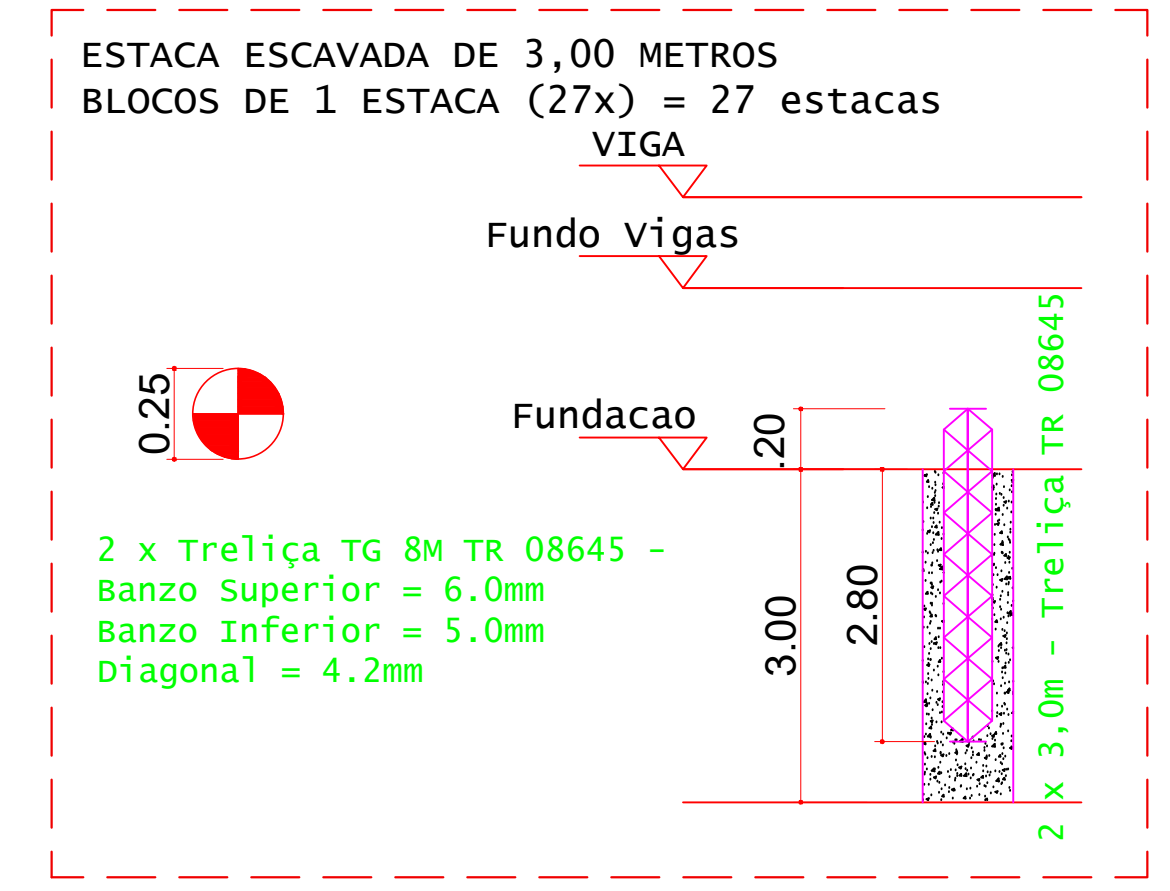 ESTACA ESCAVADA DE 3,00 METROS
BLOCOS DE 1 ESTACA (27x) = 27 estacas
VIGA
Fundo Vigas
0.25
Fundacao
.20
2 x Treliça TG 8M TR 08645 -
Banzo Superior = 6.0mm
Banzo Inferior = 5.0mm
Diagonal = 4.2mm
3.00
2.80
2 x 3,0m - Treliça TR 08645